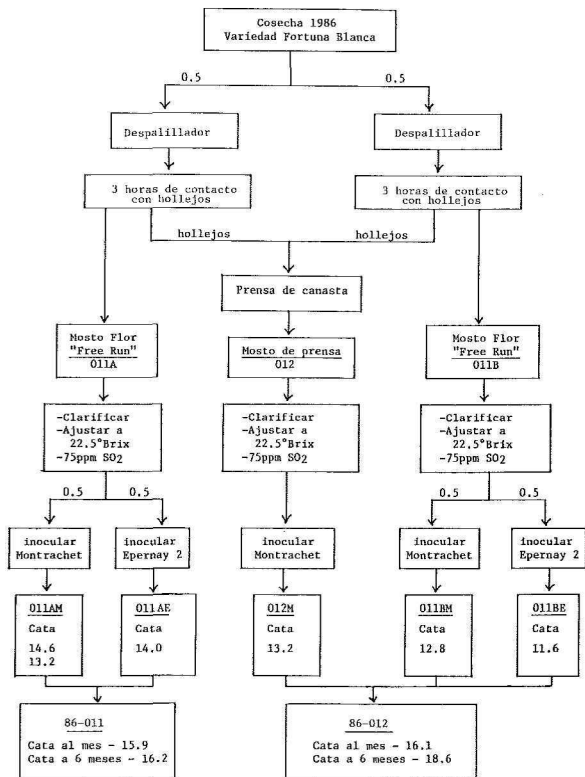 Cosecha 1986
Variedad Fortuna Blanca
0.5
0.5
Despalillador
Despalillador
3 horas de contacto
con hollejos
3 horas de contacto
con hollejos
hollejos
hollejos
Prensa de canasta
Mosto Flor
"Free Run"
011A
Mosto de prensa
012
Mosto Flor
"Free Run"
011B
-Clarificar
-Ajustar a
22.5°Brix
-75ppm SO₂
-Clarificar
-Ajustar a
22.5°Brix
-75ppm SO₂
-Clarificar
-Ajustar a
22.5°Brix
-75ppm SO₂
0.5
0.5
0.5
0.5
inocular
Montrachet
inocular
Epernay 2
inocular
Montrachet
inocular
Montrachet
inocular
Epernay 2
011AM
Cata
14.6
13.2
011AE
Cata
14.0
012M
Cata
13.2
011BM
Cata
12.8
011BE
Cata
11.6
86-011
Cata al mes - 15.9
Cata a 6 meses - 16.2
86-012
Cata al mes - 16.1
Cata a 6 meses - 18.6